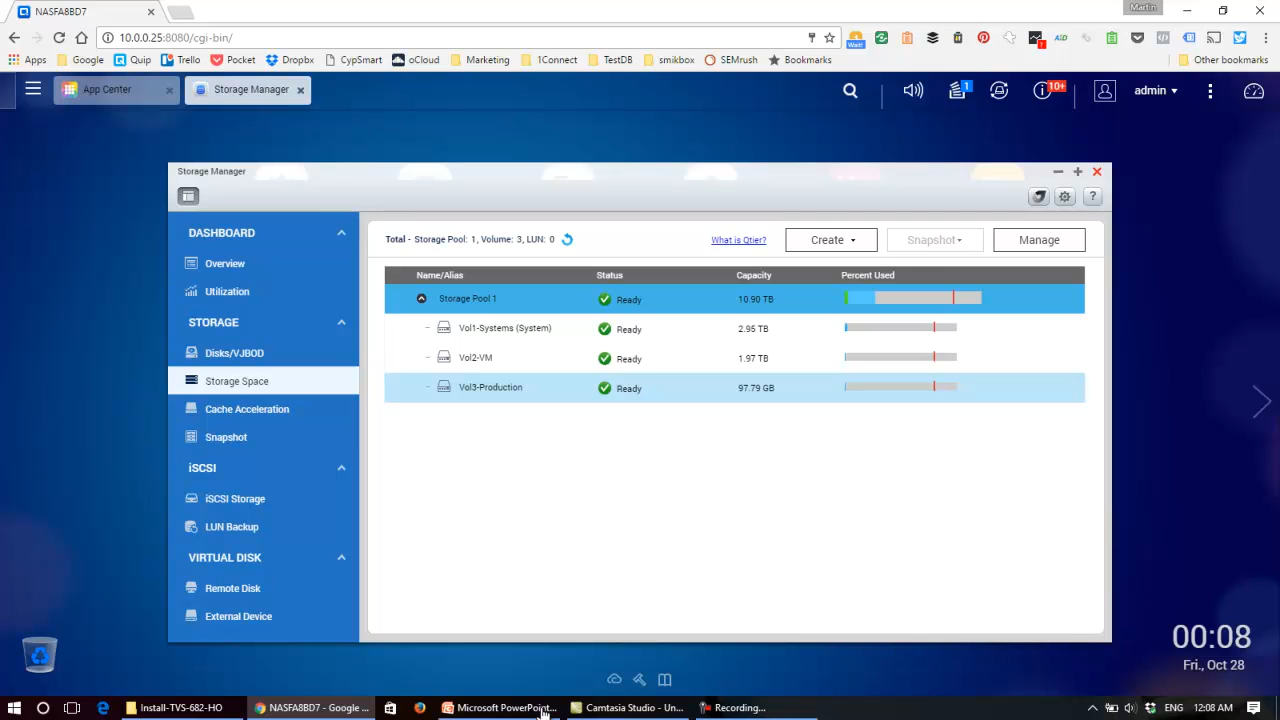 NASFA8BD7
Martin
10.0.0.25:8080/cgi-bin/
Wait!
Apps Google Quip Trello Pocket Dropbx CypSmart oCloud Marketing 1Connect TestDB smikbox SEMrush Bookmarks Other bookmarks
App Center Storage Manager 1 10+ admin
Storage Manager
DASHBOARD
Overview
Utilization
STORAGE
Disks/VJBOD
Storage Space
Cache Acceleration
Snapshot
iSCSI
iSCSI Storage
LUN Backup
VIRTUAL DISK
Remote Disk
External Device
Total - Storage Pool: 1, Volume: 3, LUN: 0 What is Qtier? Create Snapshot Manage
Name/Alias Status Capacity Percent Used
Storage Pool 1 Ready 10.90 TB
Vol1-Systems (System) Ready 2.95 TB
Vol2-VM Ready 1.97 TB
Vol3-Production Ready 97.79 GB
00:08
Fri., Oct 28
Install-TVS-682-HO NASFA8BD7 - Google ... Microsoft PowerPoint... Camtasia Studio - Un... Recording... ENG 12:08 AM